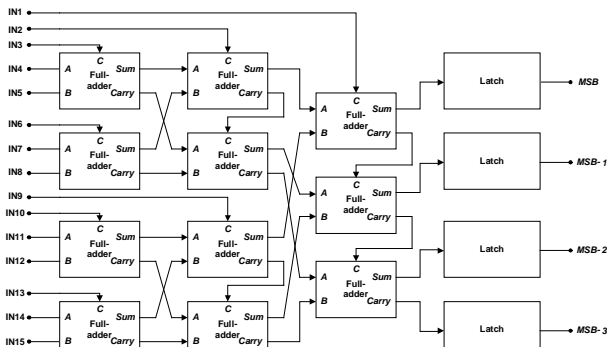 IN1
IN2
IN3
IN4
IN5
IN6
IN7
IN8
IN9
IN10
IN11
IN12
IN13
IN14
IN15
C
A Full-adder Sum
B Carry
C
A Full-adder Sum
B Carry
C
A Full-adder Sum
B Carry
C
A Full-adder Sum
B Carry
C
A Full-adder Sum
B Carry
C
A Full-adder Sum
B Carry
C
A Full-adder Sum
B Carry
C
A Full-adder Sum
B Carry
C
A Full-adder Sum
B Carry
C
A Full-adder Sum
B Carry
C
A Full-adder Sum
B Carry
Latch
MSB
Latch
MSB-1
Latch
MSB-2
Latch
MSB-3